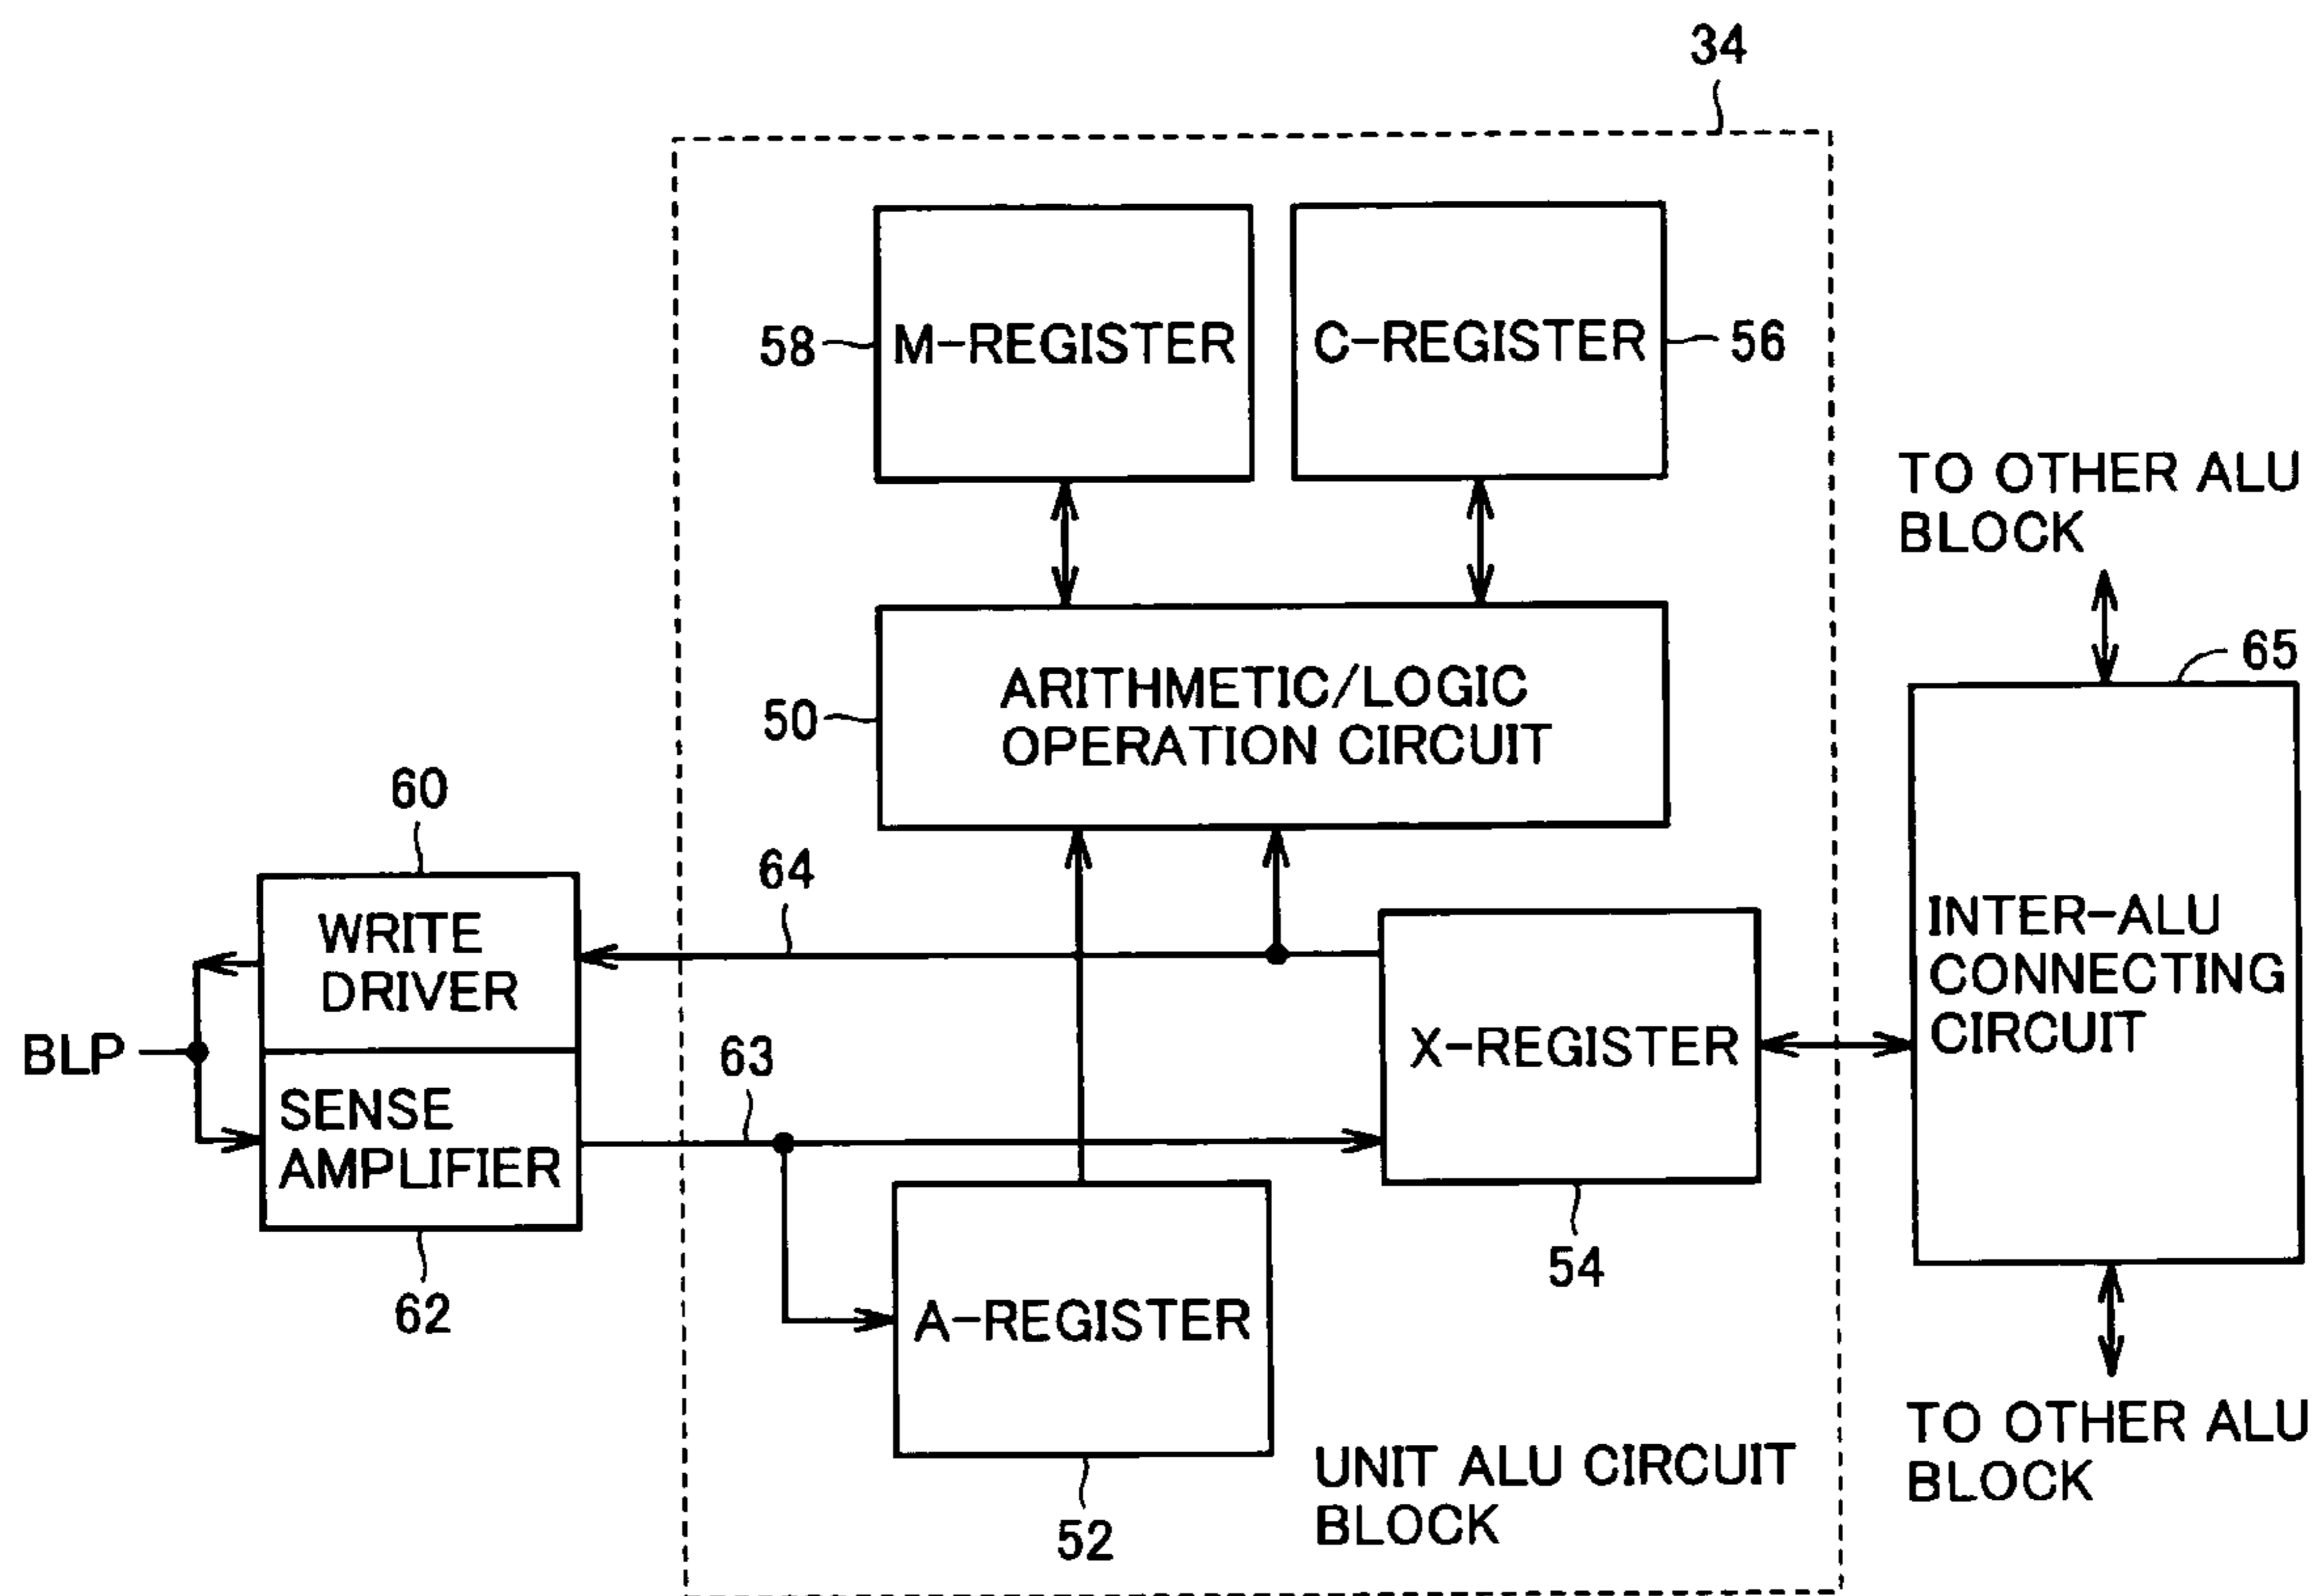 34
M-REGISTER
C-REGISTER
58
56
TO OTHER ALU
BLOCK
65
ARITHMETIC/LOGIC
OPERATION CIRCUIT
50
60
64
WRITE
DRIVER
INTER-ALU
CONNECTING
CIRCUIT
X-REGISTER
BLP
63
SENSE
AMPLIFIER
54
62
A-REGISTER
TO OTHER ALU
BLOCK
UNIT ALU CIRCUIT
BLOCK
52